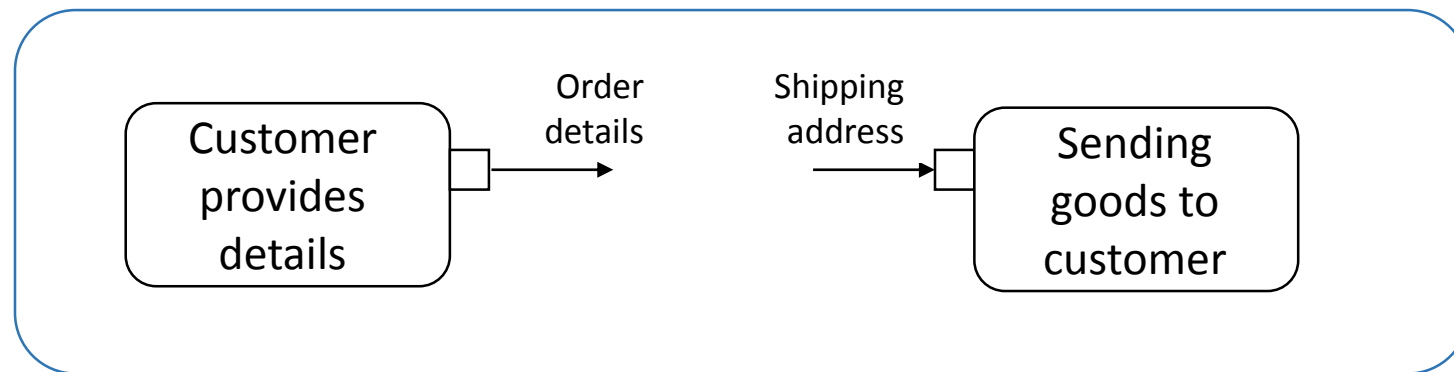 Customer
provides
details
Order
details
Shipping
address
Sending
goods to
customer